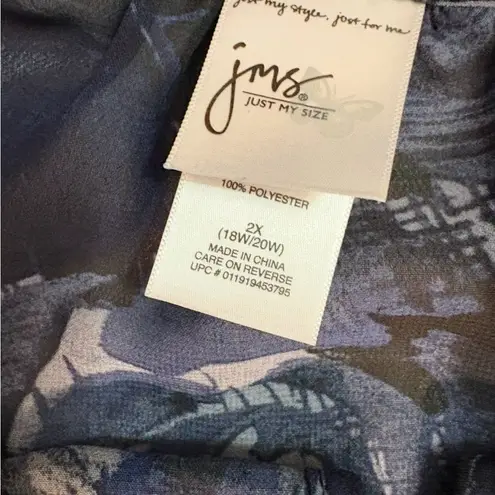 just my style, just for me
jms®
JUST MY SIZE
100% POLYESTER
2X
(18W/20W)
MADE IN CHINA
CARE ON REVERSE
UPC # 011919453795